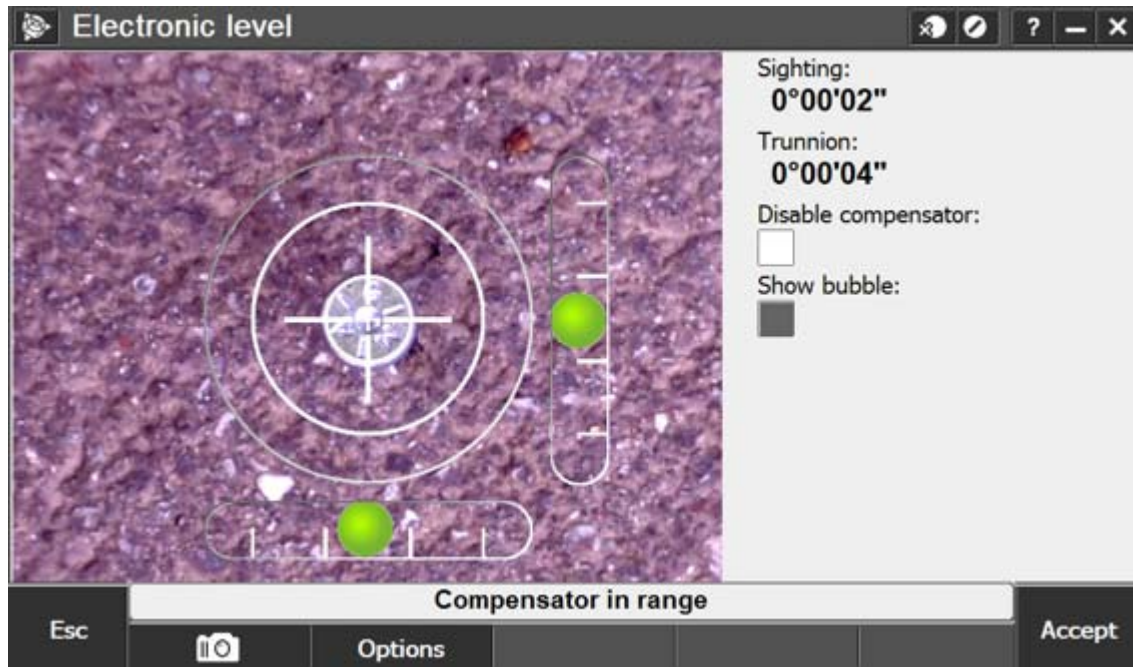 Electronic level
?
Sighting:
0°00'02"
Trunnion:
0°00'04"
Disable compensator:
Show bubble:
Compensator in range
Esc
Options
Accept